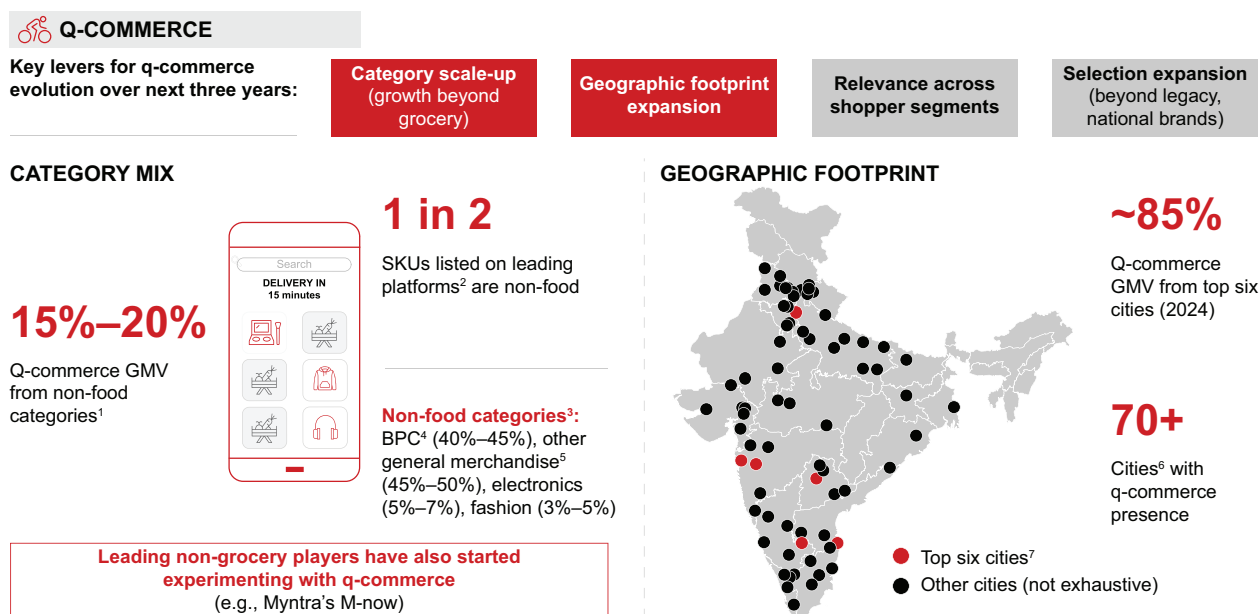 Q-COMMERCE
Key levers for q-commerce
evolution over next three years:
Category scale-up
(growth beyond
grocery)
Geographic footprint
expansion
Relevance across
shopper segments
Selection expansion
(beyond legacy,
national brands)
CATEGORY MIX
15%–20%
Q-commerce GMV
from non-food
categories¹
Search
DELIVERY IN
15 minutes
1 in 2
SKUs listed on leading
platforms² are non-food
Non-food categories³:
BPC⁴ (40%–45%), other
general merchandise⁵
(45%–50%), electronics
(5%–7%), fashion (3%–5%)
Leading non-grocery players have also started
experimenting with q-commerce
(e.g., Myntra's M-now)
GEOGRAPHIC FOOTPRINT
~85%
Q-commerce
GMV from top six
cities (2024)
70+
Cities⁶ with
q-commerce
presence
Top six cities⁷
Other cities (not exhaustive)